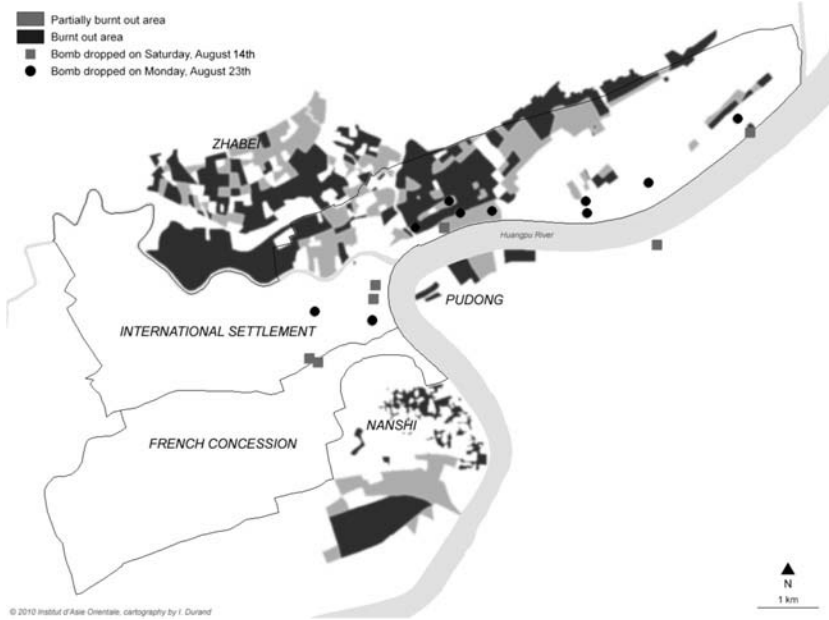 Partially burnt out area
Burnt out area
Bomb dropped on Saturday, August 14th
Bomb dropped on Monday, August 23th
ZHABEI
Huangpu River
PUDONG
INTERNATIONAL SETTLEMENT
NANSHI
FRENCH CONCESSION
N
1 km
© 2010 Institut d'Asie Orientale, cartography by I. Durand